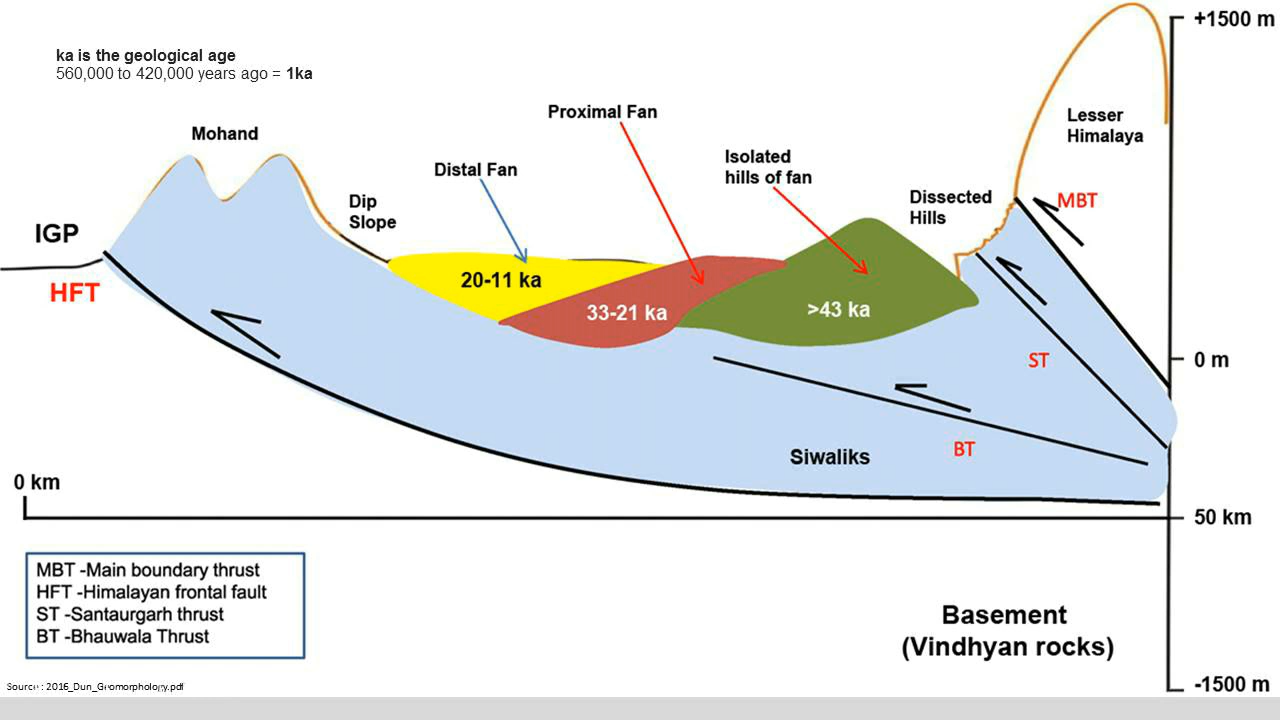 +1500 m
ka is the geological age
560,000 to 420,000 years ago = 1ka
Proximal Fan
Lesser
Himalaya
Mohand
Isolated
hills of fan
Distal Fan
Dip
Slope
Dissected
Hills
MBT
IGP
HFT
20-11 ka
33-21 ka
>43 ka
ST
0 m
BT
Siwaliks
0 km
50 km
MBT -Main boundary thrust
HFT -Himalayan frontal fault
ST -Santaurgarh thrust
BT -Bhauwala Thrust
Basement
(Vindhyan rocks)
Source : 2016_Dun_Geomorphology.pdf
-1500 m